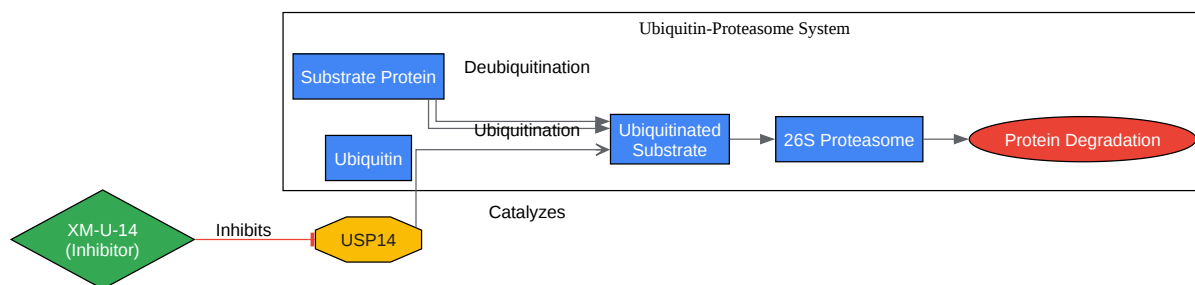 Ubiquitin-Proteasome System
Substrate Protein
Deubiquitination
Ubiquitination
Ubiquitinated
Substrate
26S Proteasome
Protein Degradation
Ubiquitin
Catalyzes
XM-U-14
(Inhibitor)
Inhibits
USP14